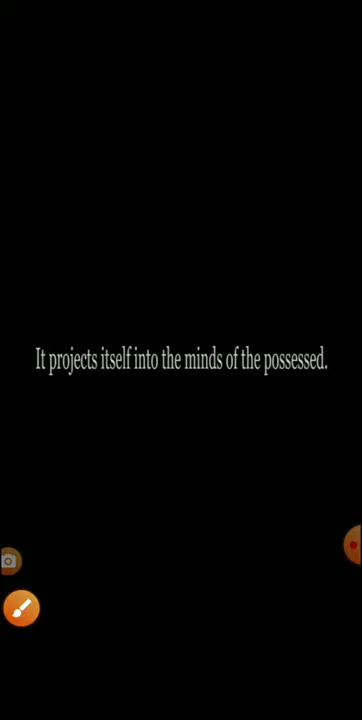 It projects itself into the minds of the possessed.